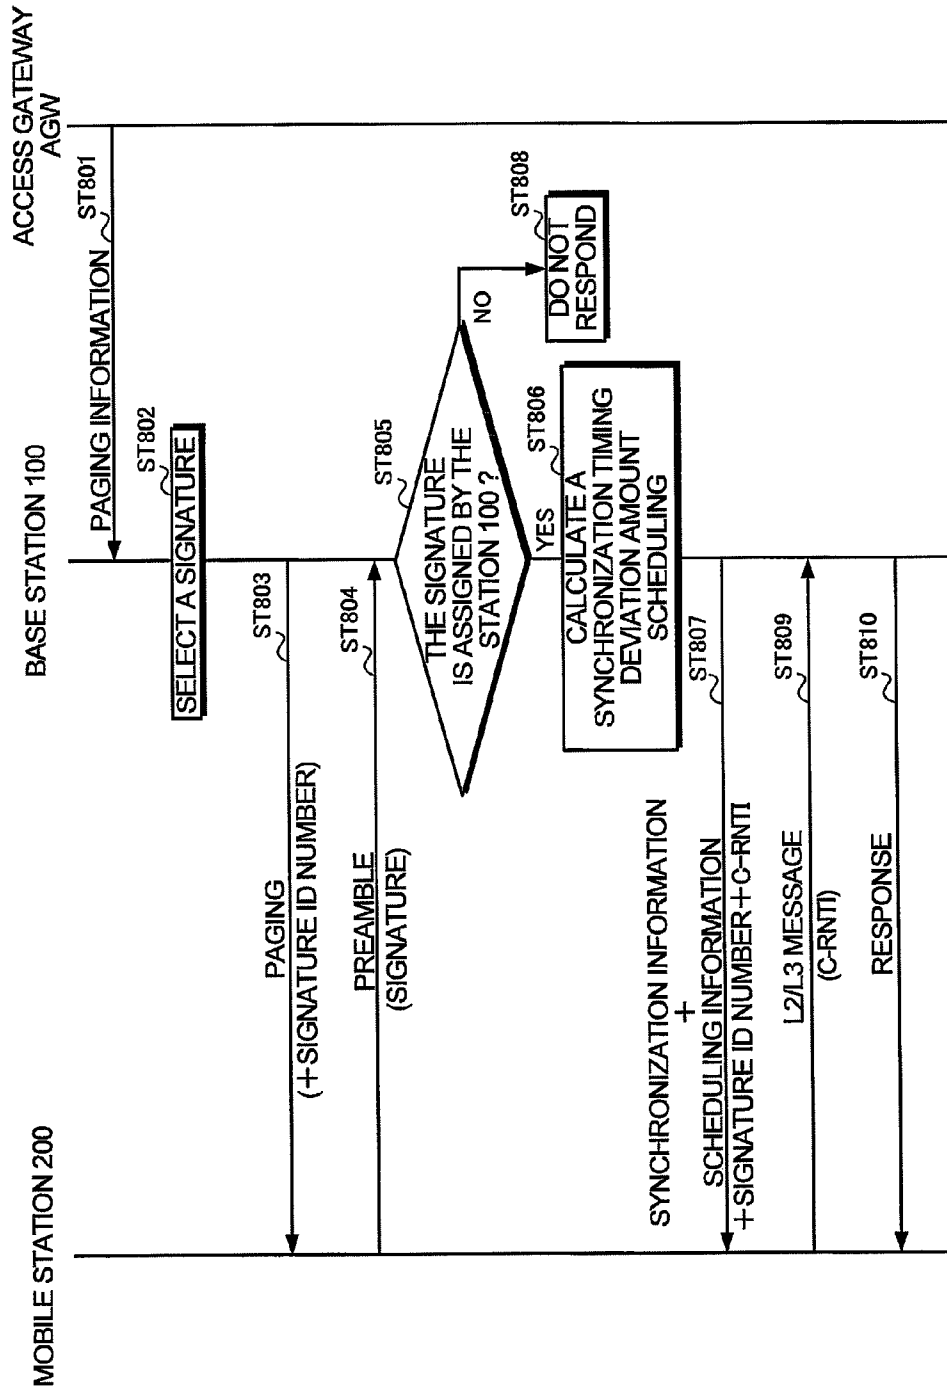 MOBILE STATION 200
BASE STATION 100
ACCESS GATEWAY
AGW
PAGING INFORMATION
ST801
ST802
SELECT A SIGNATURE
ST803
PAGING
(+SIGNATURE ID NUMBER)
ST804
PREAMBLE
(SIGNATURE)
ST805
THE SIGNATURE
IS ASSIGNED BY THE
STATION 100 ?
NO
ST808
DO NOT
RESPOND
YES
ST806
CALCULATE A
SYNCHRONIZATION TIMING
DEVIATION AMOUNT
SCHEDULING
ST807
SYNCHRONIZATION INFORMATION
+
SCHEDULING INFORMATION
+SIGNATURE ID NUMBER+C-RNTI
ST809
L2/L3 MESSAGE
(C-RNTI)
ST810
RESPONSE